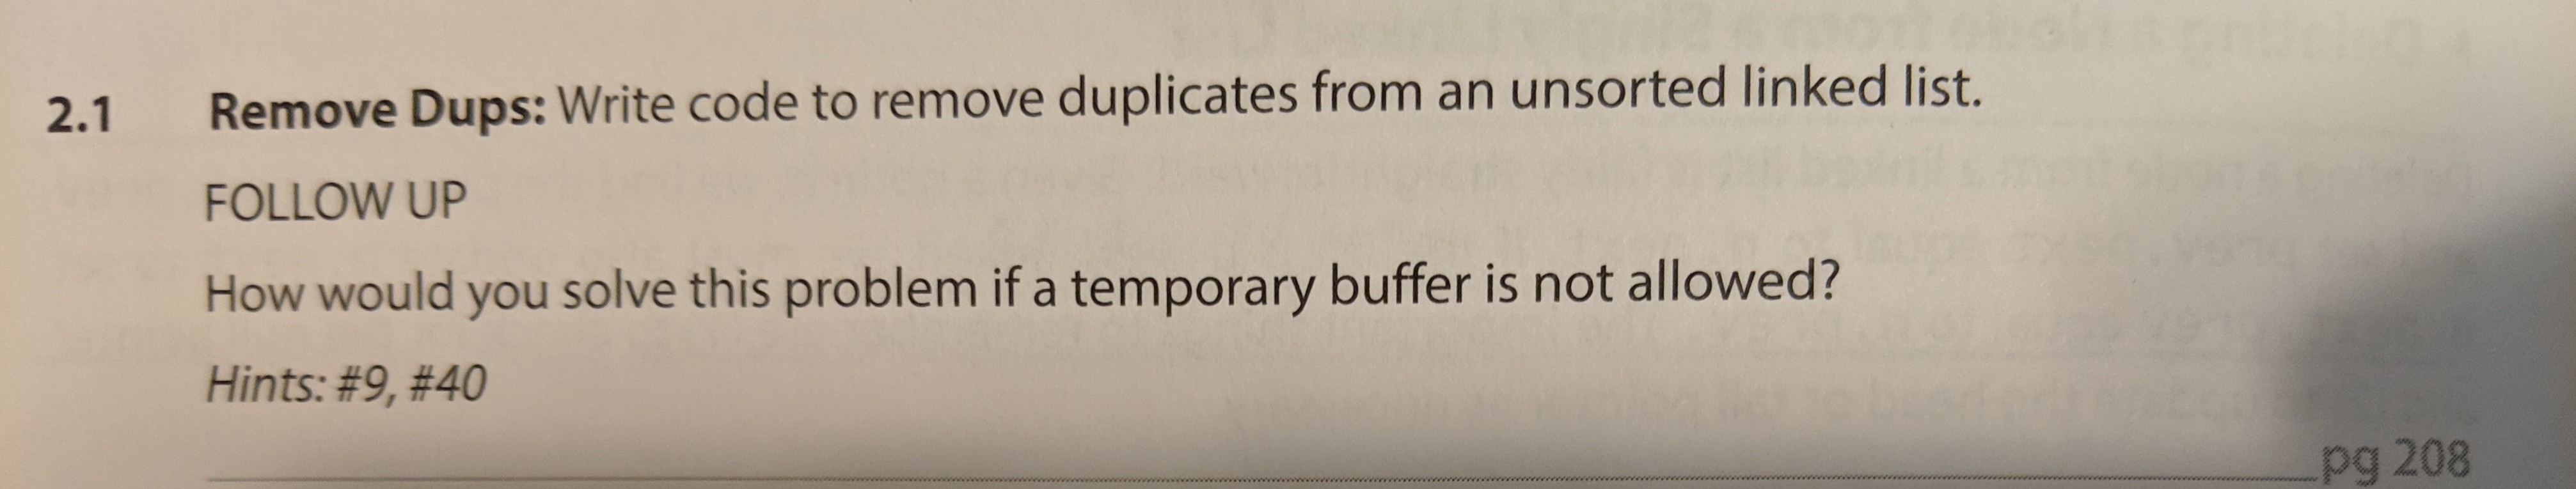 2.1 Remove Dups: Write code to remove duplicates from an unsorted linked list.
FOLLOW UP
How would you solve this problem if a temporary buffer is not allowed?
Hints: #9, #40
pg 208